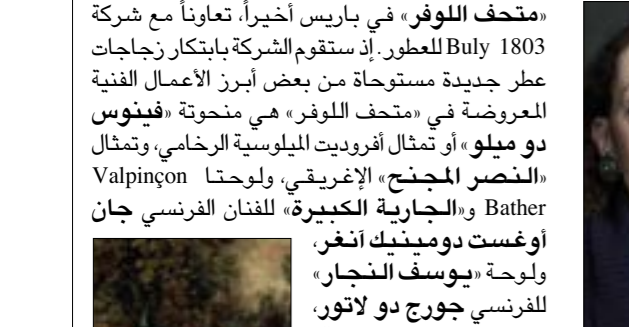 «متحف اللوفر» في باريس أخيراً، تعاوناً مع شركة
Buly 1803 للعطور. إذ ستقوم الشركة بابتكار زجاجات
عطر جديدة مستوحاة من بعض أبرز الأعمال الفنية
المعروضة في «متحف اللوفر» هي منحوتة «فينوس
دو ميلو» أو تمثال أفروديت الميلوسية الرخامي، وتمثال
«النصر المجنح» الإغريقي، ولوحتا Valpinçon
Bather و«الجارية الكبيرة» للفنان الفرنسي جان
أوغست دومينيك آنغر،
ولوحة «يوسف النجار»
للفرنسي جورج دو لاتور،